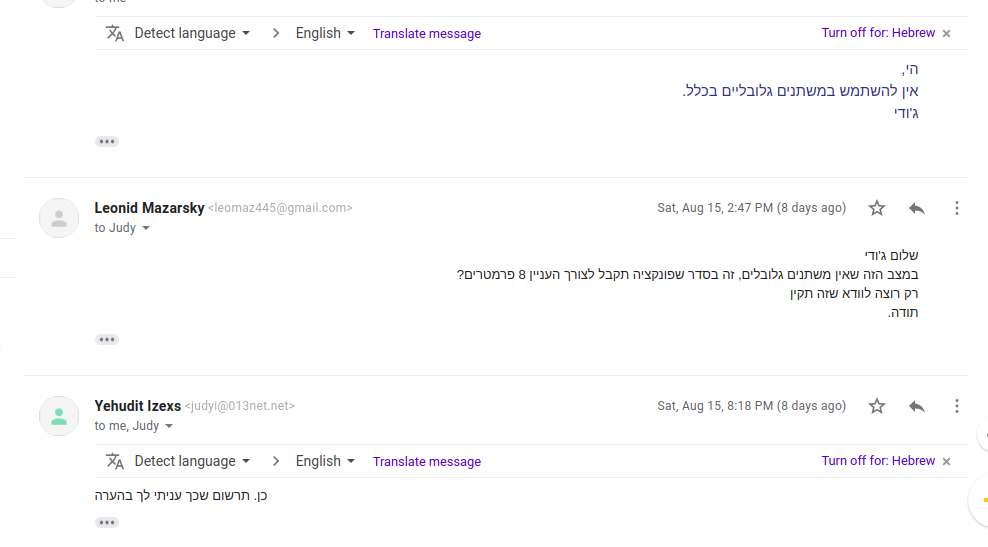 Detect language English Translate message Turn off for: Hebrew
הי,
אין להשתמש במשתנים גלובליים בכלל.
ג'ודי
Leonid Mazarsky <leomaz445@gmail.com> Sat, Aug 15, 2:47 PM (8 days ago)
to Judy
שלום ג'ודי
במצב הזה שאין משתנים גלובלים, זה בסדר שפונקציה תקבל לצורך העניין 8 פרמטרים?
רק רוצה לוודא שזה תקין
תודה.
Yehudit Izexs <judyi@013net.net> Sat, Aug 15, 8:18 PM (8 days ago)
to me, Judy
Detect language English Translate message Turn off for: Hebrew
כן. תרשום שכך עניתי לך בהערה